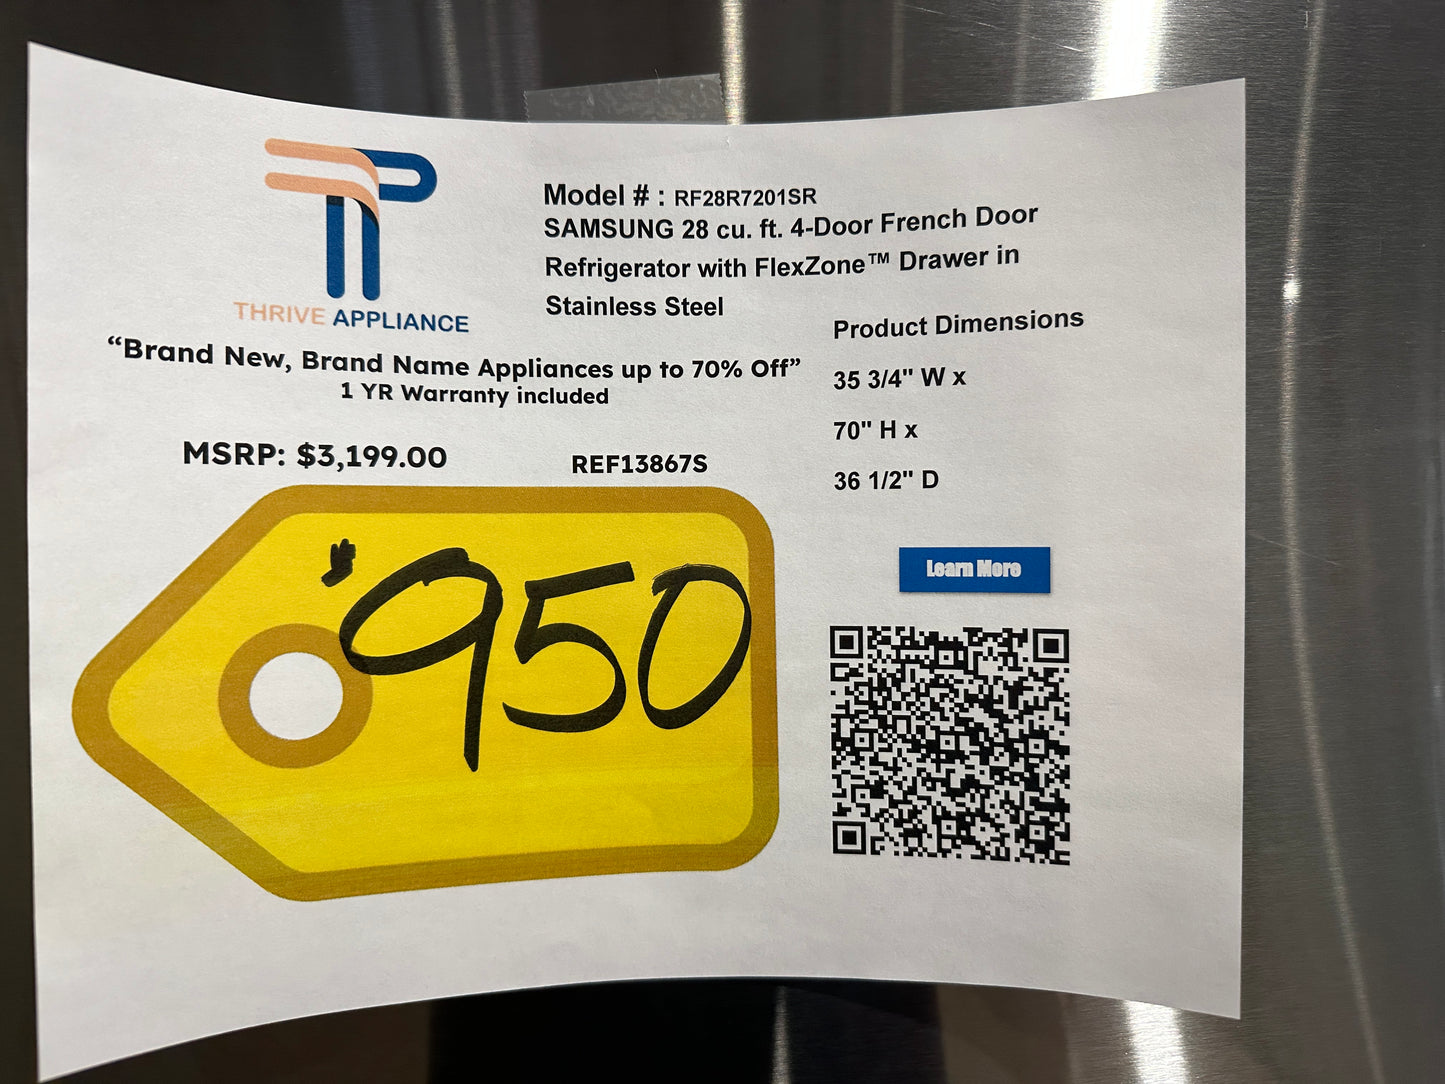 THRIVE APPLIANCE
"Brand New, Brand Name Appliances up to 70% Off"
1 YR Warranty included
MSRP: $3,199.00
REF13867S
$950
Model # : RF28R7201SR
SAMSUNG 28 cu. ft. 4-Door French Door
Refrigerator with FlexZone™ Drawer in
Stainless Steel
Product Dimensions
35 3/4" W x
70" H x
36 1/2" D
Learn More